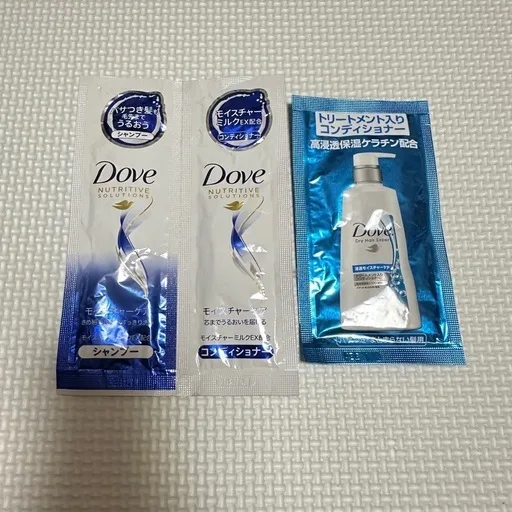 パサつき髪も
毛先まで
うるおう
シャンプー
Dove
NUTRITIVE
SOLUTIONS
モイスチャーケア
シャンプー
モイスチャー
ミルクEX配合
コンディショナー
Dove
NUTRITIVE
SOLUTIONS
モイスチャーケア
芯までうるおいを届ける
モイスチャーミルクEX配合
コンディショナー
トリートメント入り
コンディショナー
高浸透保湿ケラチン配合
Dove
Dry Hair Expert